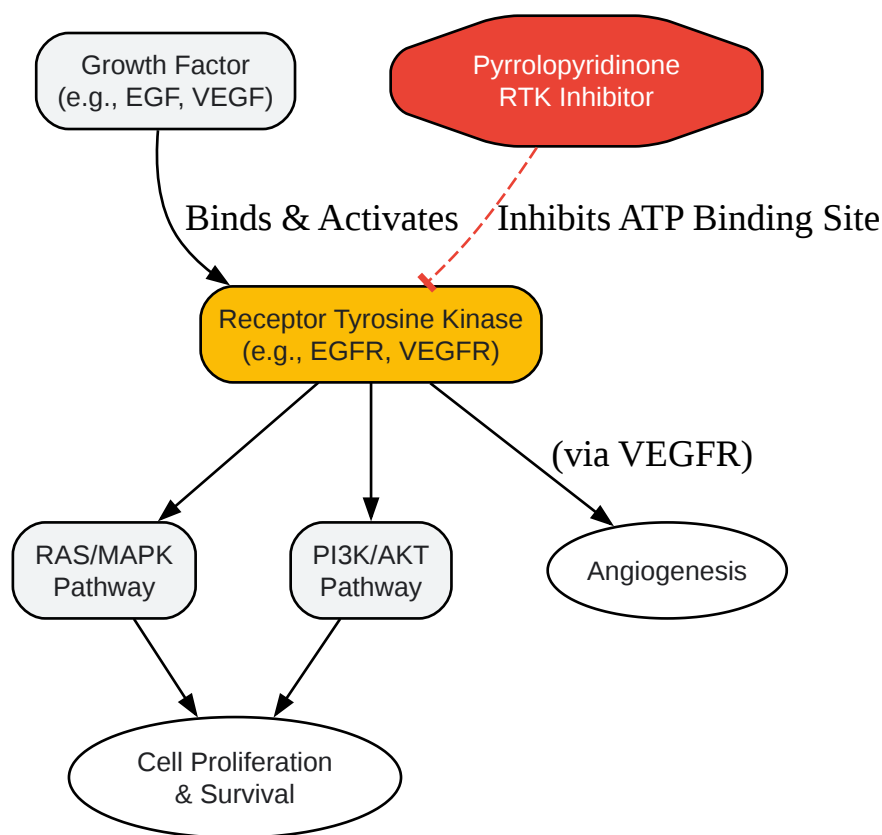 Growth Factor
(e.g., EGF, VEGF)
Pyrrolopyridinone
RTK Inhibitor
Binds & Activates
Inhibits ATP Binding Site
Receptor Tyrosine Kinase
(e.g., EGFR, VEGFR)
(via VEGFR)
RAS/MAPK
Pathway
PI3K/AKT
Pathway
Angiogenesis
Cell Proliferation
& Survival